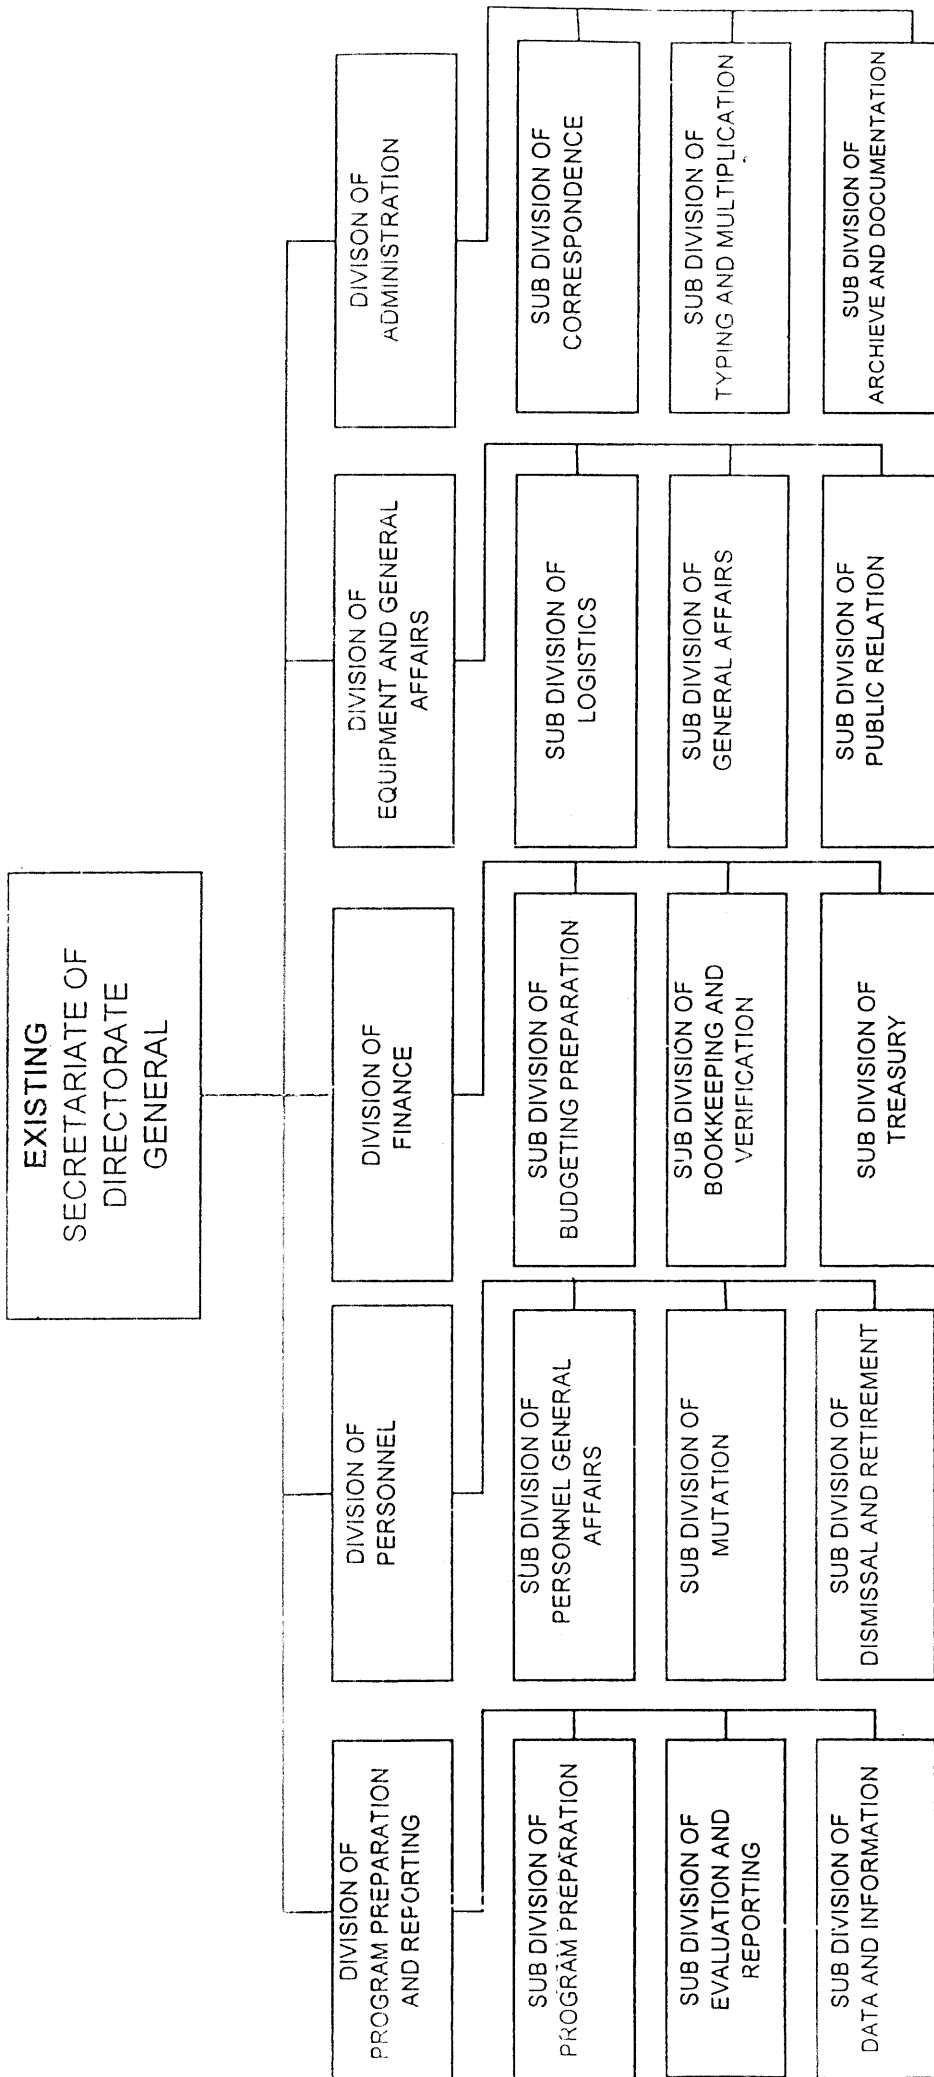 EXISTING
SECRETARIATE OF
DIRECTORATE
GENERAL
DIVISION OF
PROGRAM PREPARATION
AND REPORTING
DIVISION OF
PERSONNEL
DIVISION OF
FINANCE
DIVISION OF
EQUIPMENT AND GENERAL
AFFAIRS
DIVISON OF
ADMINISTRATION
SUB DIVISION OF
PROGRAM PREPARATION
SUB DIVISION OF
PERSONNEL GENERAL
AFFAIRS
SUB DIVISION OF
BUDGETING PREPARATION
SUB DIVISION OF
LOGISTICS
SUB DIVISION OF
CORRESPONDENCE
SUB DIVISION OF
EVALUATION AND
REPORTING
SUB DIVISION OF
MUTATION
SUB DIVISION OF
BOOKKEEPING AND
VERIFICATION
SUB DIVISION OF
GENERAL AFFAIRS
SUB DIVISION OF
TYPING AND MULTIPLICATION
SUB DIVISION OF
DATA AND INFORMATION
SUB DIVISION OF
DISMISSAL AND RETIREMENT
SUB DIVISION OF
TREASURY
SUB DIVISION OF
PUBLIC RELATION
SUB DIVISION OF
ARCHIEVE AND DOCUMENTATION